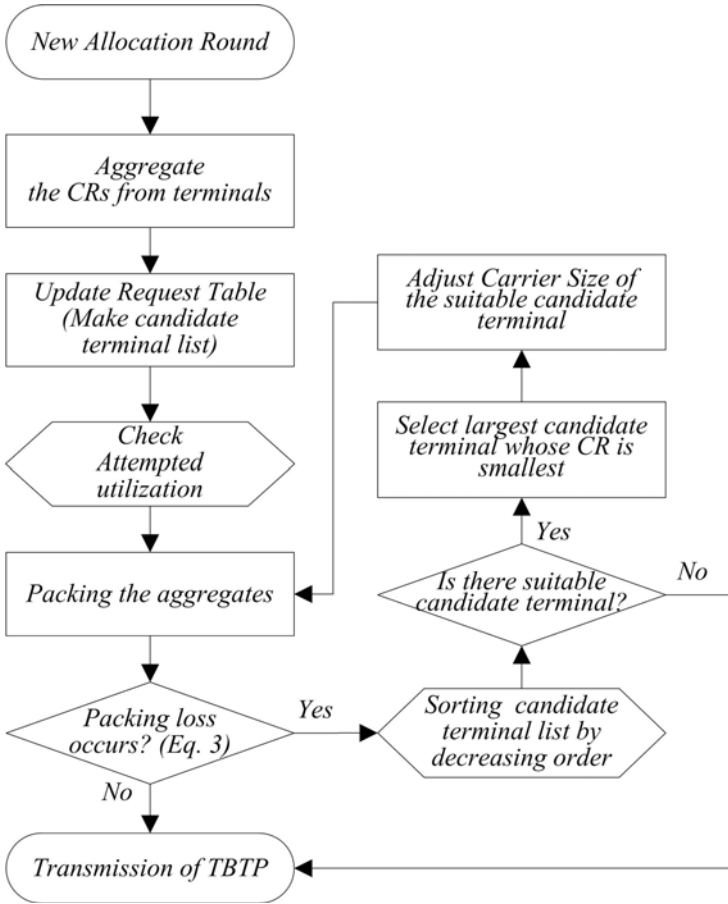 New Allocation Round
Aggregate
the CRs from terminals
Update Request Table
(Make candidate
terminal list)
Check
Attempted
utilization
Packing the aggregates
Packing loss
occurs? (Eq. 3)
Yes
No
Transmission of TBTP
Adjust Carrier Size of
the suitable candidate
terminal
Select largest candidate
terminal whose CR is
smallest
Yes
Is there suitable
candidate terminal?
No
Sorting candidate
terminal list by
decreasing order